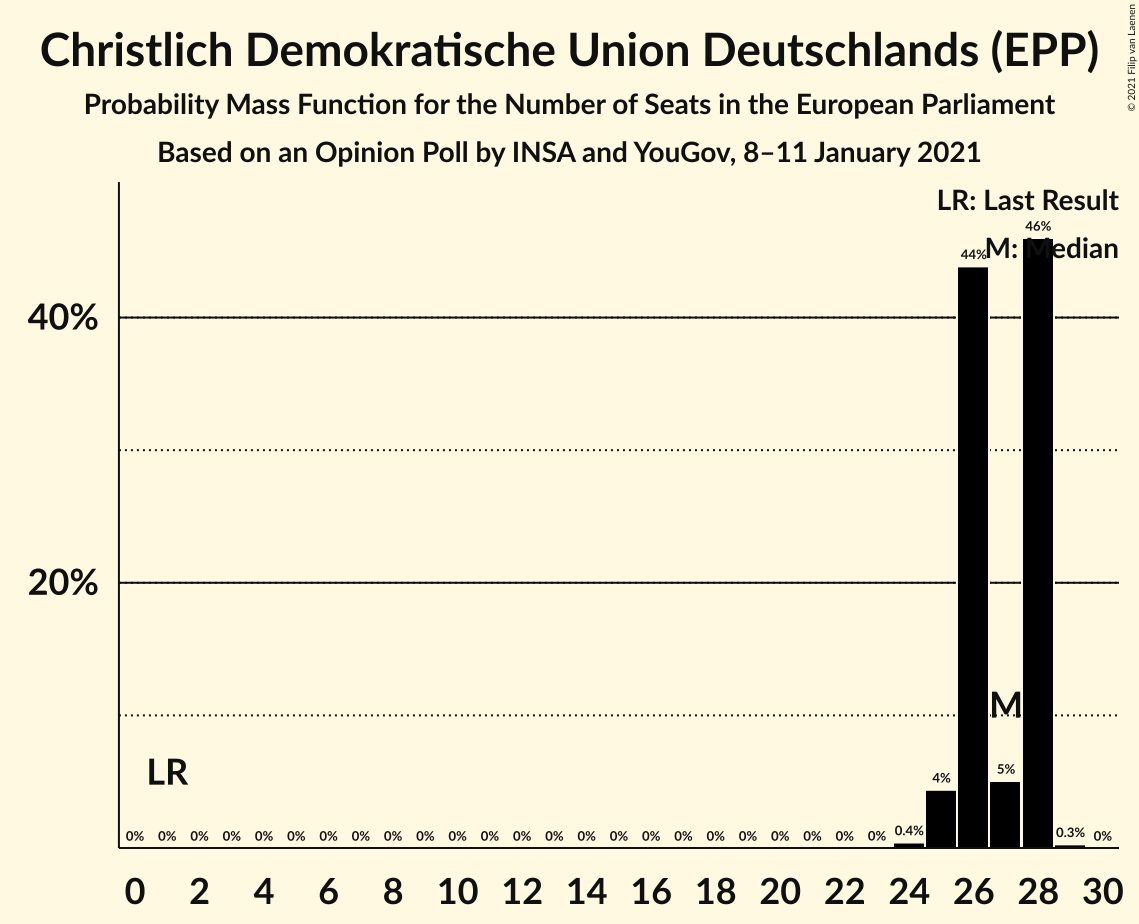 Christlich Demokratische Union Deutschlands (EPP)
Probability Mass Function for the Number of Seats in the European Parliament
Based on an Opinion Poll by INSA and YouGov, 8–11 January 2021
© 2021 Filip van Laenen
LR: Last Result
M: Median
46%
44%
40%
20%
M
LR
0% 0% 0% 0% 0% 0% 0% 0% 0% 0% 0% 0% 0% 0% 0% 0% 0% 0% 0% 0% 0% 0% 0% 0% 0.4% 4% 5% 0.3% 0%
0 2 4 6 8 10 12 14 16 18 20 22 24 26 28 30